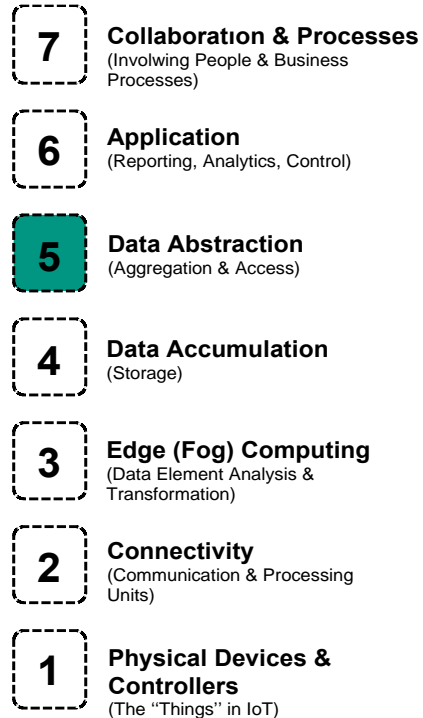 7
Collaboration & Processes
(Involwing People & Business
Processes)
6
Application
(Reporting, Analytics, Control)
5
Data Abstraction
(Aggregation & Access)
4
Data Accumulation
(Storage)
3
Edge (Fog) Computing
(Data Element Analysis &
Transformation)
2
Connectivity
(Communication & Processing
Units)
1
Physical Devices &
Controllers
(The “Things” in IoT)